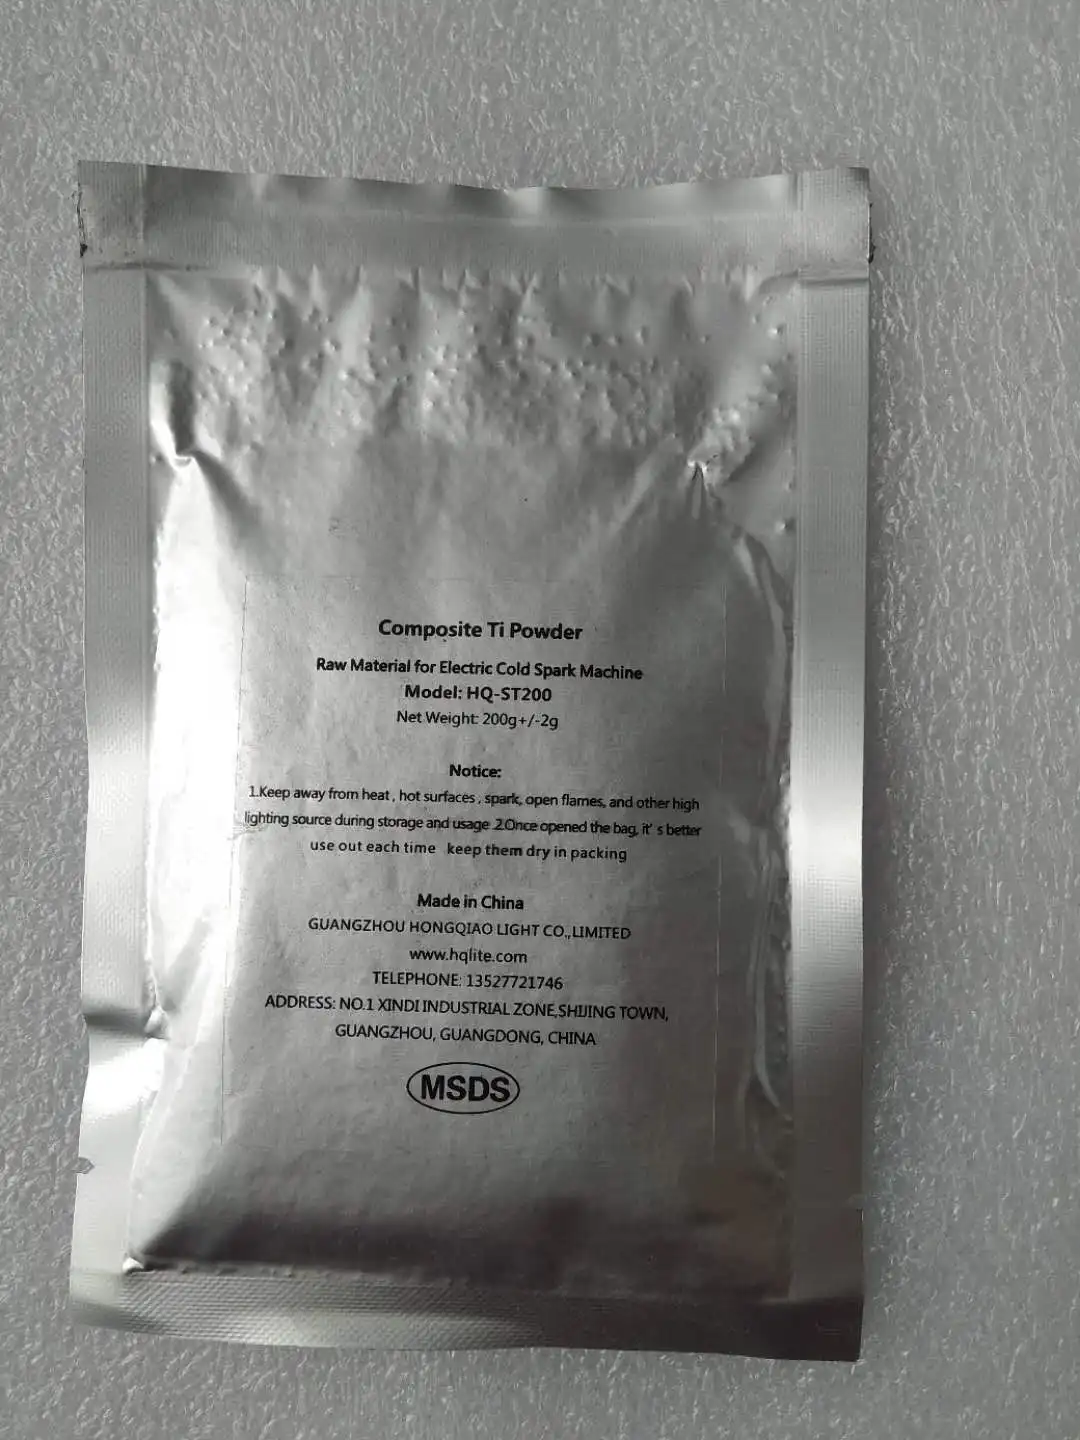 Composite Ti Powder
Raw Material for Electric Cold Spark Machine
Model: HQ-ST200
Net Weight: 200g+/-2g
Notice:
1.Keep away from heat, hot surfaces, spark, open flames, and other high
lighting source during storage and usage 2.Once opened the bag, it's better
use out each time keep them dry in packing
Made in China
GUANGZHOU HONGQIAO LIGHT CO.,LIMITED
www.hqlite.com
TELEPHONE: 13527721746
ADDRESS: NO.1 XINDI INDUSTRIAL ZONE,SHIJING TOWN,
GUANGZHOU, GUANGDONG, CHINA
MSDS